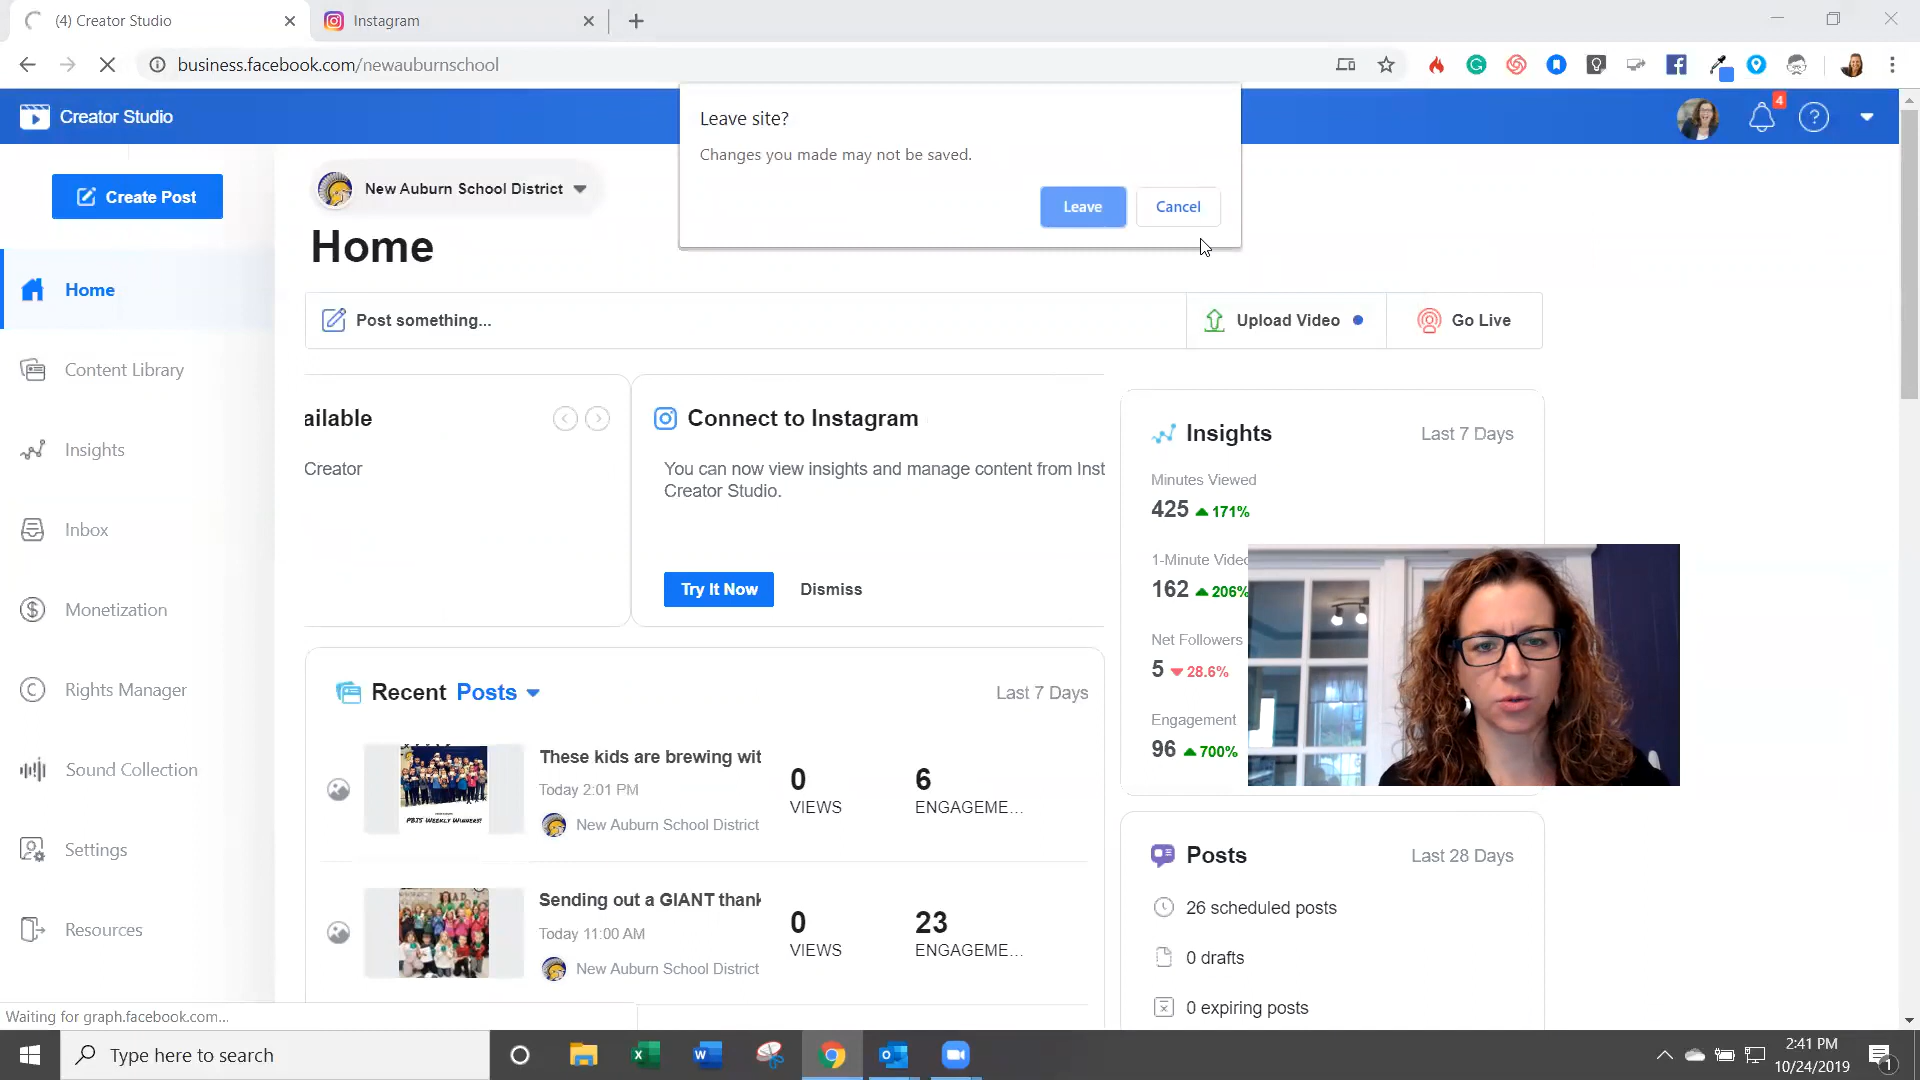 (4) Creator Studio
Instagram
business.facebook.com/newauburnschool
Creator Studio
4
Leave site?
Changes you made may not be saved.
Leave
Cancel
Create Post
New Auburn School District
Home
Home
Content Library
Insights
Inbox
Monetization
Rights Manager
Sound Collection
Settings
Resources
Post something...
Upload Video
Go Live
ailable
Creator
Connect to Instagram
You can now view insights and manage content from Inst
Creator Studio.
Try It Now
Dismiss
Insights
Last 7 Days
Minutes Viewed
425 171%
1-Minute Videc
162 206%
Net Followers
5 28.6%
Engagement
96 700%
Recent Posts
Last 7 Days
These kids are brewing wit
Today 2:01 PM
New Auburn School District
0
VIEWS
6
ENGAGEME...
PBIS WEEKLY WINNERS!
Sending out a GIANT thank
Today 11:00 AM
New Auburn School District
0
VIEWS
23
ENGAGEME...
Posts
Last 28 Days
26 scheduled posts
0 drafts
0 expiring posts
Waiting for graph.facebook.com...
Type here to search
2:41 PM
10/24/2019
1